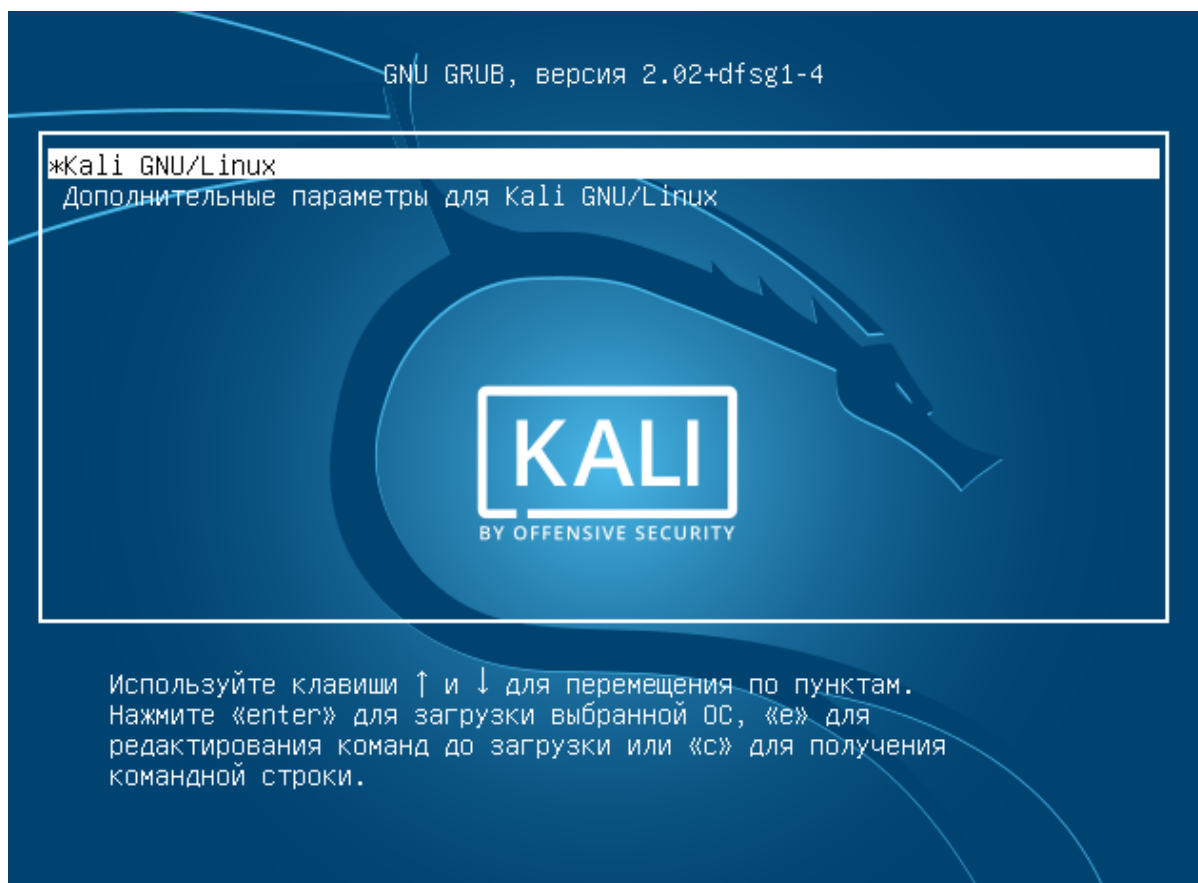 GNU GRUB, версия 2.02+dfsg1-4
*Kali GNU/Linux
Дополнительные параметры для Kali GNU/Linux
KALI
BY OFFENSIVE SECURITY
Используйте клавиши ↑ и ↓ для перемещения по пунктам.
Нажмите «enter» для загрузки выбранной ОС, «e» для
редактирования команд до загрузки или «c» для получения
командной строки.